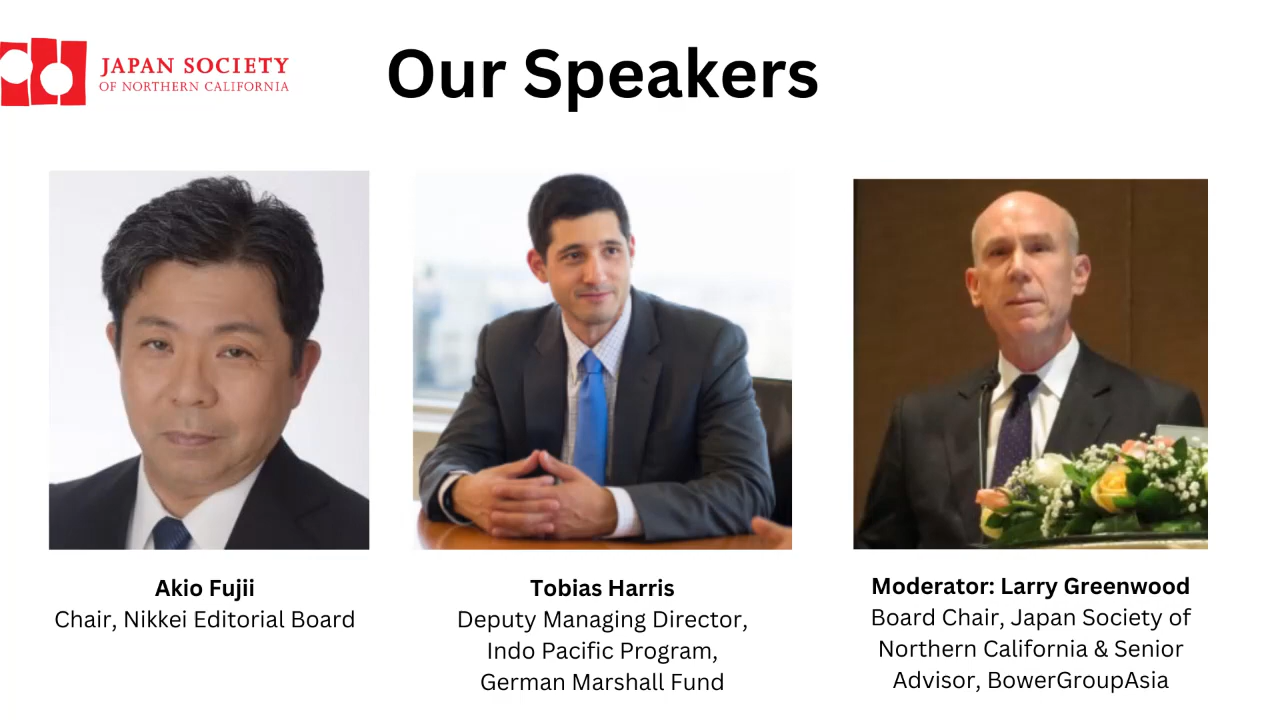 JAPAN SOCIETY
OF NORTHERN CALIFORNIA
Our Speakers
Akio Fujii
Chair, Nikkei Editorial Board
Tobias Harris
Deputy Managing Director,
Indo Pacific Program,
German Marshall Fund
Moderator: Larry Greenwood
Board Chair, Japan Society of
Northern California & Senior
Advisor, BowerGroupAsia